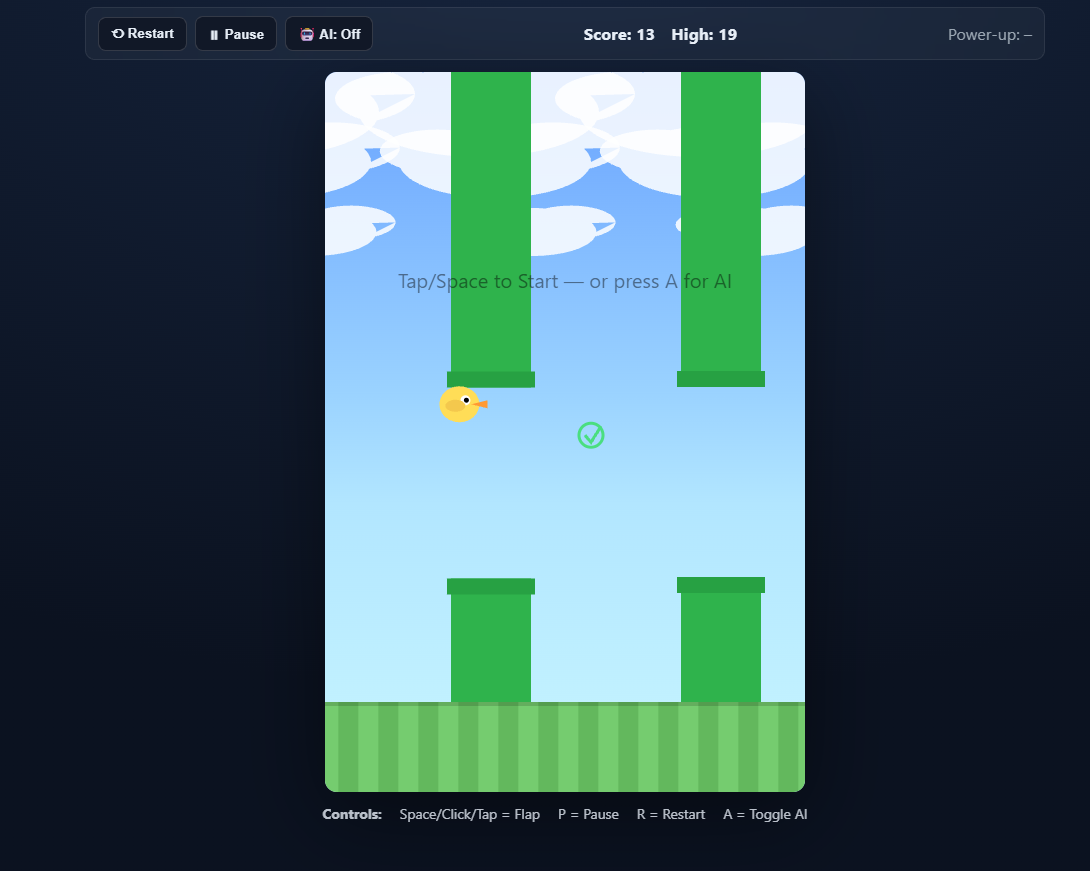 Restart Pause AI: Off Score: 13 High: 19 Power-up: –
Tap/Space to Start — or press A for AI
Controls: Space/Click/Tap = Flap P = Pause R = Restart A = Toggle AI